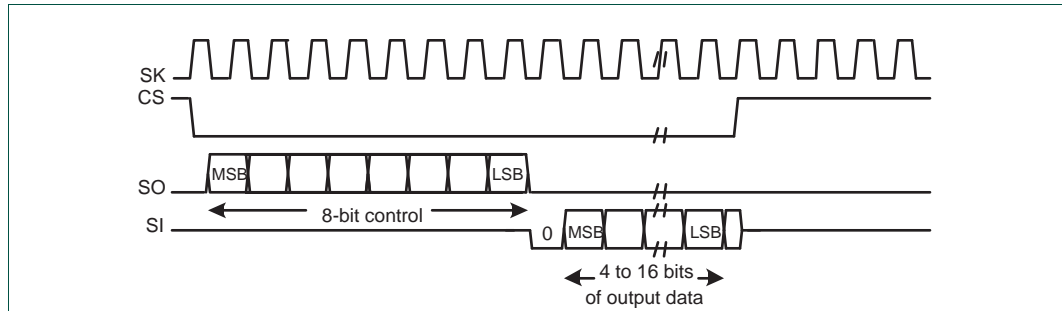 SK
CS
SO
MSB
LSB
8-bit control
SI
0
MSB
LSB
4 to 16 bits
of output data